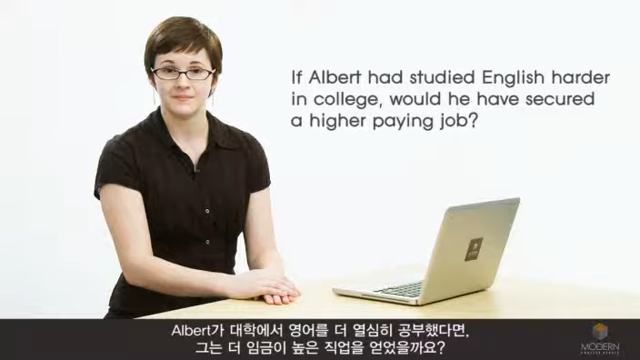 If Albert had studied English harder
in college, would he have secured
a higher paying job?
Albert가 대학에서 영어를 더 열심히 공부했다면,
그는 더 임금이 높은 직업을 얻었을까요?
MODERN